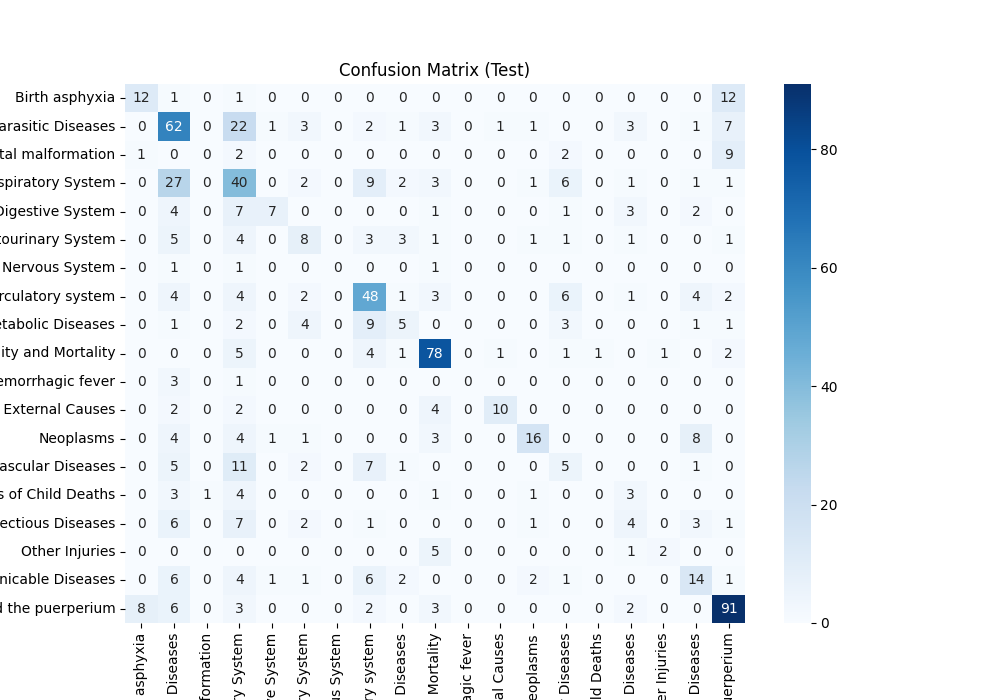 Confusion Matrix (Test)
Birth asphyxia 12 1 0 1 0 0 0 0 0 0 0 0 0 0 0 0 0 0 12
arasitic Diseases 0 62 0 22 1 3 0 2 1 3 0 1 1 0 0 3 0 1 7
80
tal malformation 1 0 0 2 0 0 0 0 0 0 0 0 0 2 0 0 0 0 9
spiratory System 0 27 0 40 0 2 0 9 2 3 0 0 1 6 0 1 0 1 1
Digestive System 0 4 0 7 7 0 0 0 0 1 0 0 0 1 0 3 0 2 0
tourinary System 0 5 0 4 0 8 0 3 3 1 0 0 1 1 0 1 0 0 1
60
Nervous System 0 1 0 1 0 0 0 0 0 1 0 0 0 0 0 0 0 0 0
rculatory system 0 4 0 4 0 2 0 48 1 3 0 0 0 6 0 1 0 4 2
etabolic Diseases 0 1 0 2 0 4 0 9 5 0 0 0 0 3 0 0 0 1 1
ity and Mortality 0 0 0 5 0 0 0 4 1 78 0 1 0 1 1 0 1 0 2
40
emorrhagic fever 0 3 0 1 0 0 0 0 0 0 0 0 0 0 0 0 0 0 0
External Causes 0 2 0 2 0 0 0 0 0 4 0 10 0 0 0 0 0 0 0
Neoplasms 0 4 0 4 1 1 0 0 0 3 0 0 16 0 0 0 0 8 0
ascular Diseases 0 5 0 11 0 2 0 7 1 0 0 0 0 5 0 0 0 1 0
s of Child Deaths 0 3 1 4 0 0 0 0 0 1 0 0 1 0 0 3 0 0 0
20
ectious Diseases 0 6 0 7 0 2 0 1 0 0 0 0 1 0 0 4 0 3 1
Other Injuries 0 0 0 0 0 0 0 0 0 5 0 0 0 0 0 1 2 0 0
nicable Diseases 0 6 0 4 1 1 0 6 2 0 0 0 2 1 0 0 0 14 1
d the puerperium 8 6 0 3 0 0 0 2 0 3 0 0 0 0 0 2 0 0 91
0
asphyxia
Diseases
formation
ry System
ve System
ry System
us System
ry system
Diseases
Mortality
agic fever
al Causes
eoplasms
r Diseases
ld Deaths
Diseases
er Injuries
Diseases
uerperium